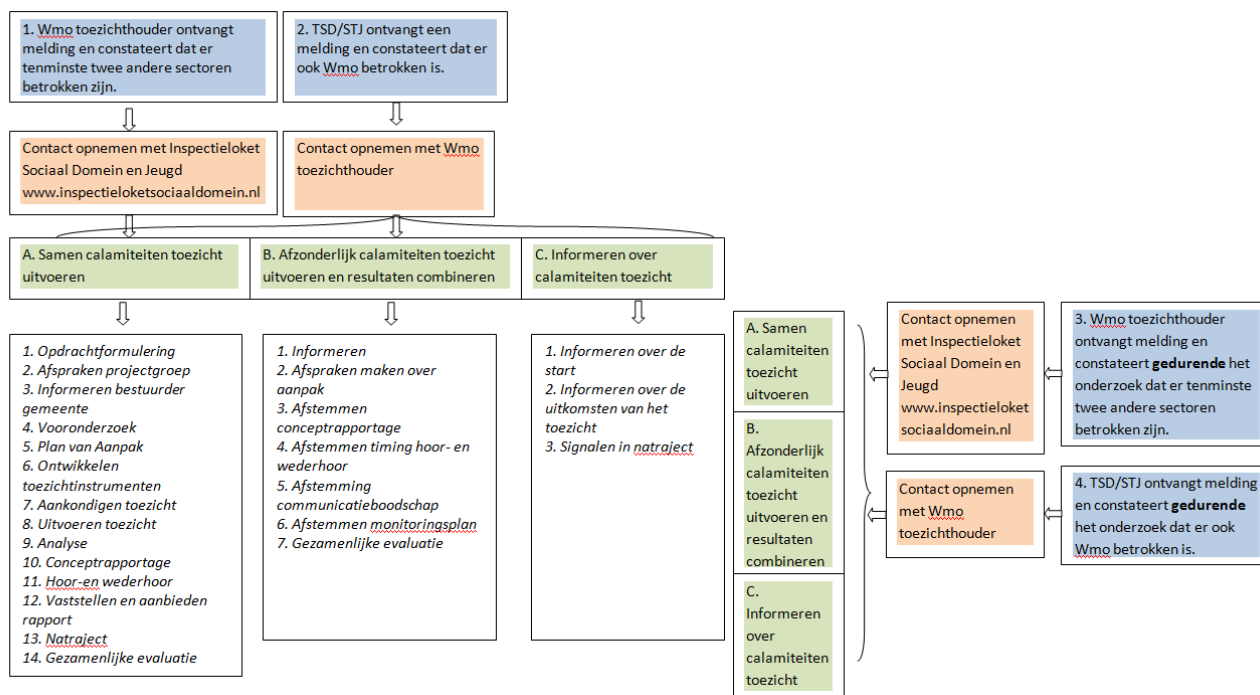 1. Wmo toezichthouder ontvangt
melding en constateert dat er
tenminste twee andere sectoren
betrokken zijn.
2. TSD/STJ ontvangt een
melding en constateert dat er
ook Wmo betrokken is.
Contact opnemen met Inspectieloket
Sociaal Domein en Jeugd
www.inspectieloketsociaaldomein.nl
Contact opnemen met Wmo
toezichthouder
A. Samen calamiteiten toezicht
uitvoeren
B. Afzonderlijk calamiteiten toezicht
uitvoeren en resultaten combineren
C. Informeren over
calamiteiten toezicht
1. Opdrachtformulering
2. Afspraken projectgroep
3. Informeren bestuurder
gemeente
4. Vooronderzoek
5. Plan van Aanpak
6. Ontwikkelen
toezichtinstrumenten
7. Aankondigen toezicht
8. Uitvoeren toezicht
9. Analyse
10. Conceptrapportage
11. Hoor-en wederhoor
12. Vaststellen en aanbieden
rapport
13. Natraject
14. Gezamenlijke evaluatie
1. Informeren
2. Afspraken maken over
aanpak
3. Afstemmen
conceptrapportage
4. Afstemmen timing hoor- en
wederhoor
5. Afstemming
communicatieboodschap
6. Afstemmen monitoringsplan
7. Gezamenlijke evaluatie
1. Informeren over de
start
2. Informeren over de
uitkomsten van het
toezicht
3. Signalen in natraject
A. Samen
calamiteiten
toezicht
uitvoeren
B.
Afzonderlijk
calamiteiten
toezicht
uitvoeren en
resultaten
combineren
C.
Informeren
over
calamiteiten
toezicht
Contact opnemen
met Inspectieloket
Sociaal Domein en
Jeugd
www.inspectieloket
sociaaldomein.nl
3. Wmo toezichthouder
ontvangt melding en
constateert gedurende het
onderzoek dat er tenminste
twee andere sectoren
betrokken zijn.
Contact opnemen
met Wmo
toezichthouder
4. TSD/STJ ontvangt melding
en constateert gedurende
het onderzoek dat er ook
Wmo betrokken is.